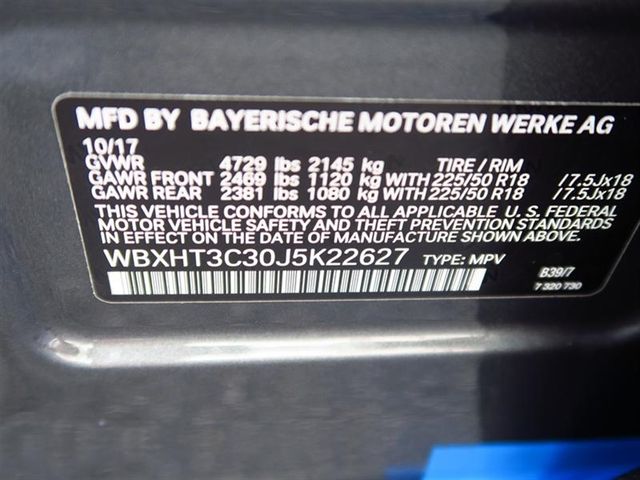 MFD BY BAYERISCHE MOTOREN WERKE AG
10/17
GVWR 4729 lbs 2145 kg TIRE / RIM
GAWR FRONT 2469 lbs 1120 kg WITH 225/50 R18 /7.5Jx18
GAWR REAR 2381 lbs 1080 kg WITH 225/50 R18 /7.5Jx18
THIS VEHICLE CONFORMS TO ALL APPLICABLE U. S. FEDERAL
MOTOR VEHICLE SAFETY AND THEFT PREVENTION STANDARDS
IN EFFECT ON THE DATE OF MANUFACTURE SHOWN ABOVE.
WBXHT3C30J5K22627 TYPE: MPV
B39/7
7 320 730